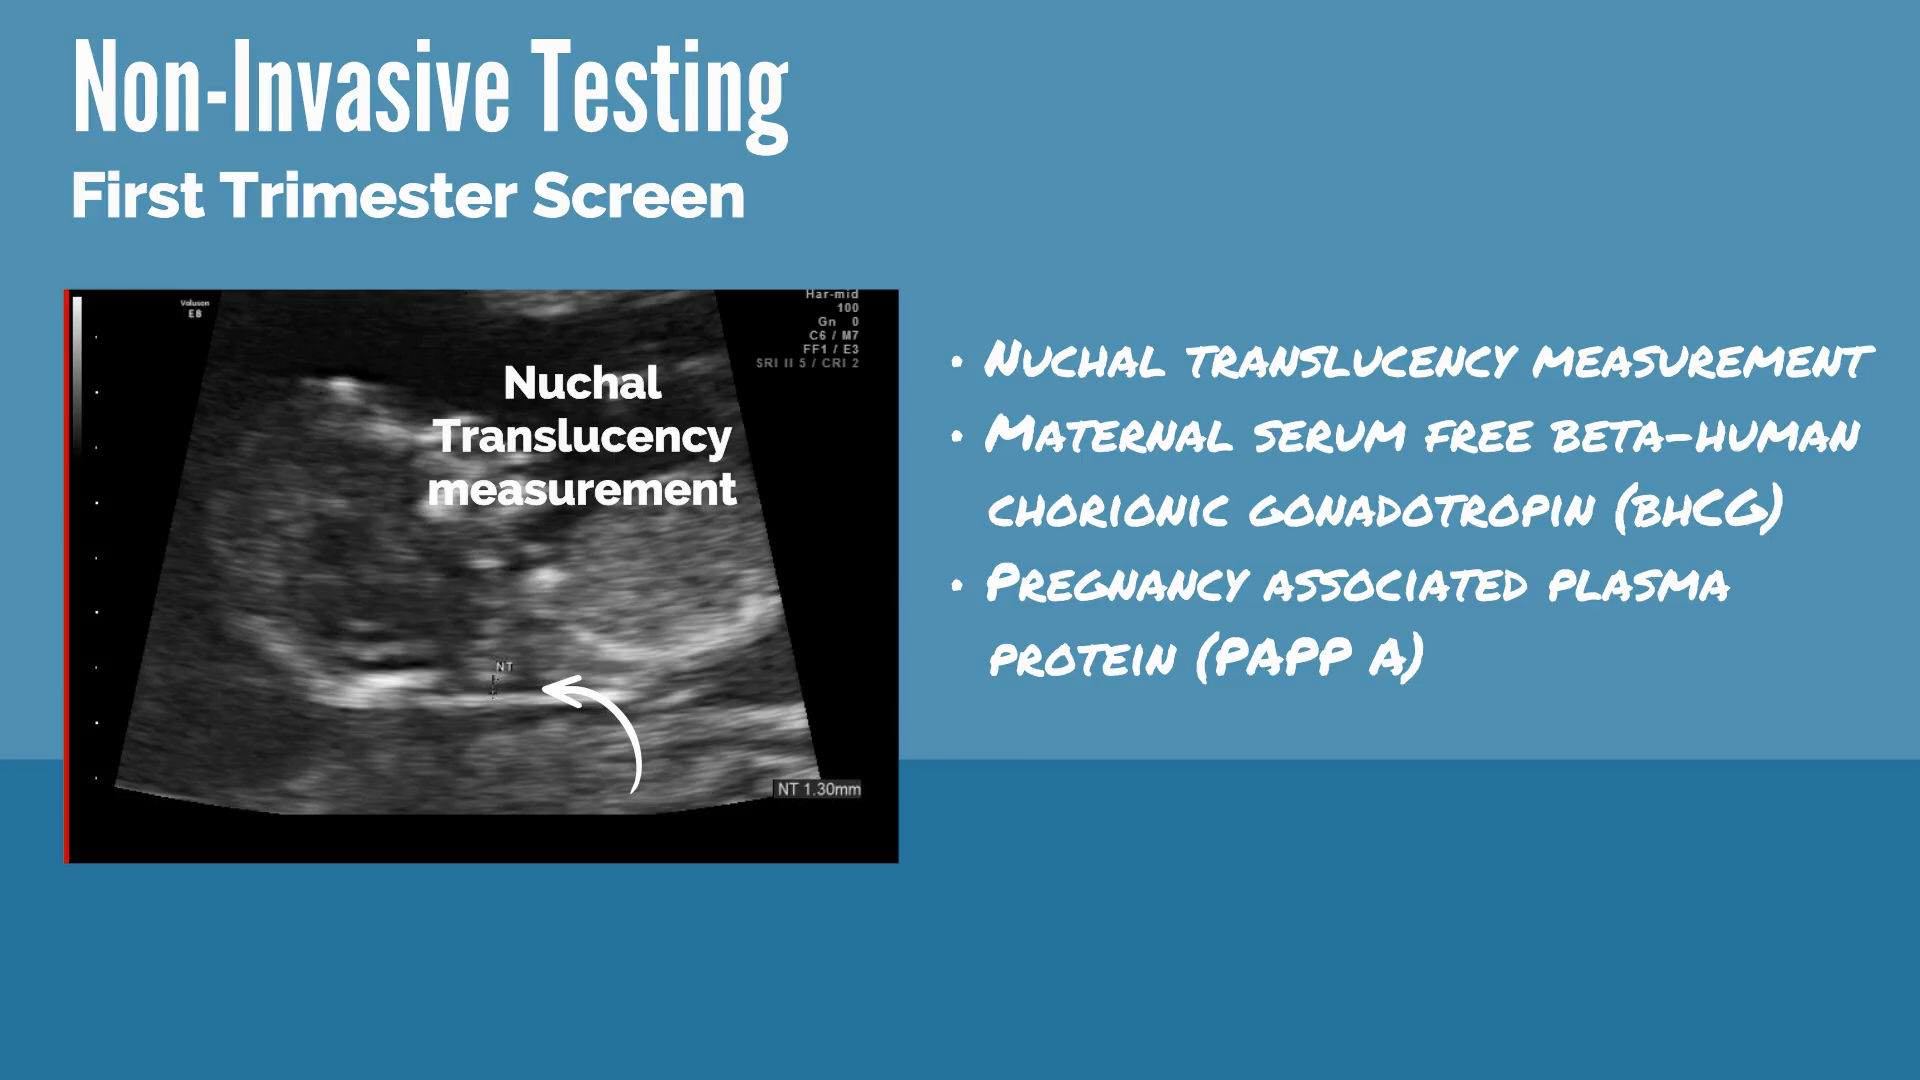 Non-Invasive Testing
First Trimester Screen
Voluson
E8
Har-mid
100
Gn 0
C6 / M7
FF1 / E3
SRI II 5 / CRI 2
Nuchal
Translucency
measurement
NT
NT 1.30mm
• Nuchal translucency measurement
• Maternal serum free beta-human
chorionic gonadotropin (bHCG)
• Pregnancy associated plasma
protein (PAPP A)